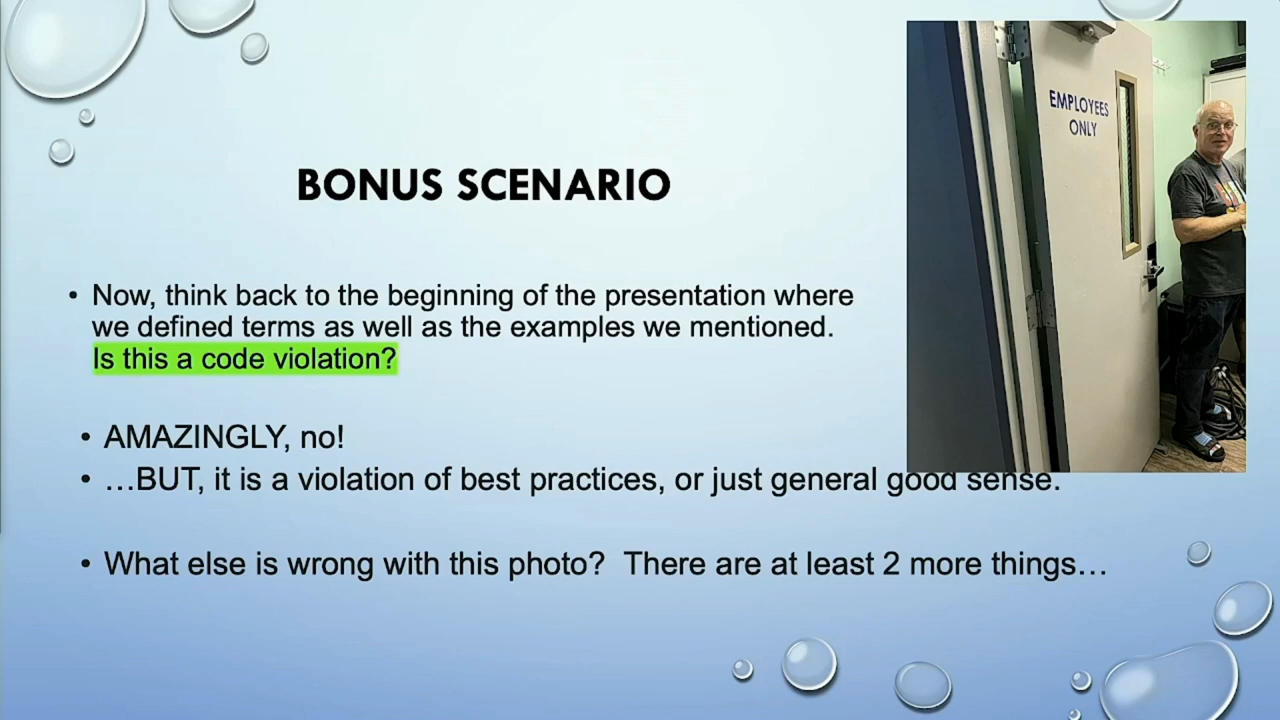 BONUS SCENARIO
• Now, think back to the beginning of the presentation where
we defined terms as well as the examples we mentioned.
Is this a code violation?
• AMAZINGLY, no!
• …BUT, it is a violation of best practices, or just general good sense.
• What else is wrong with this photo?  There are at least 2 more things…
EMPLOYEES
ONLY